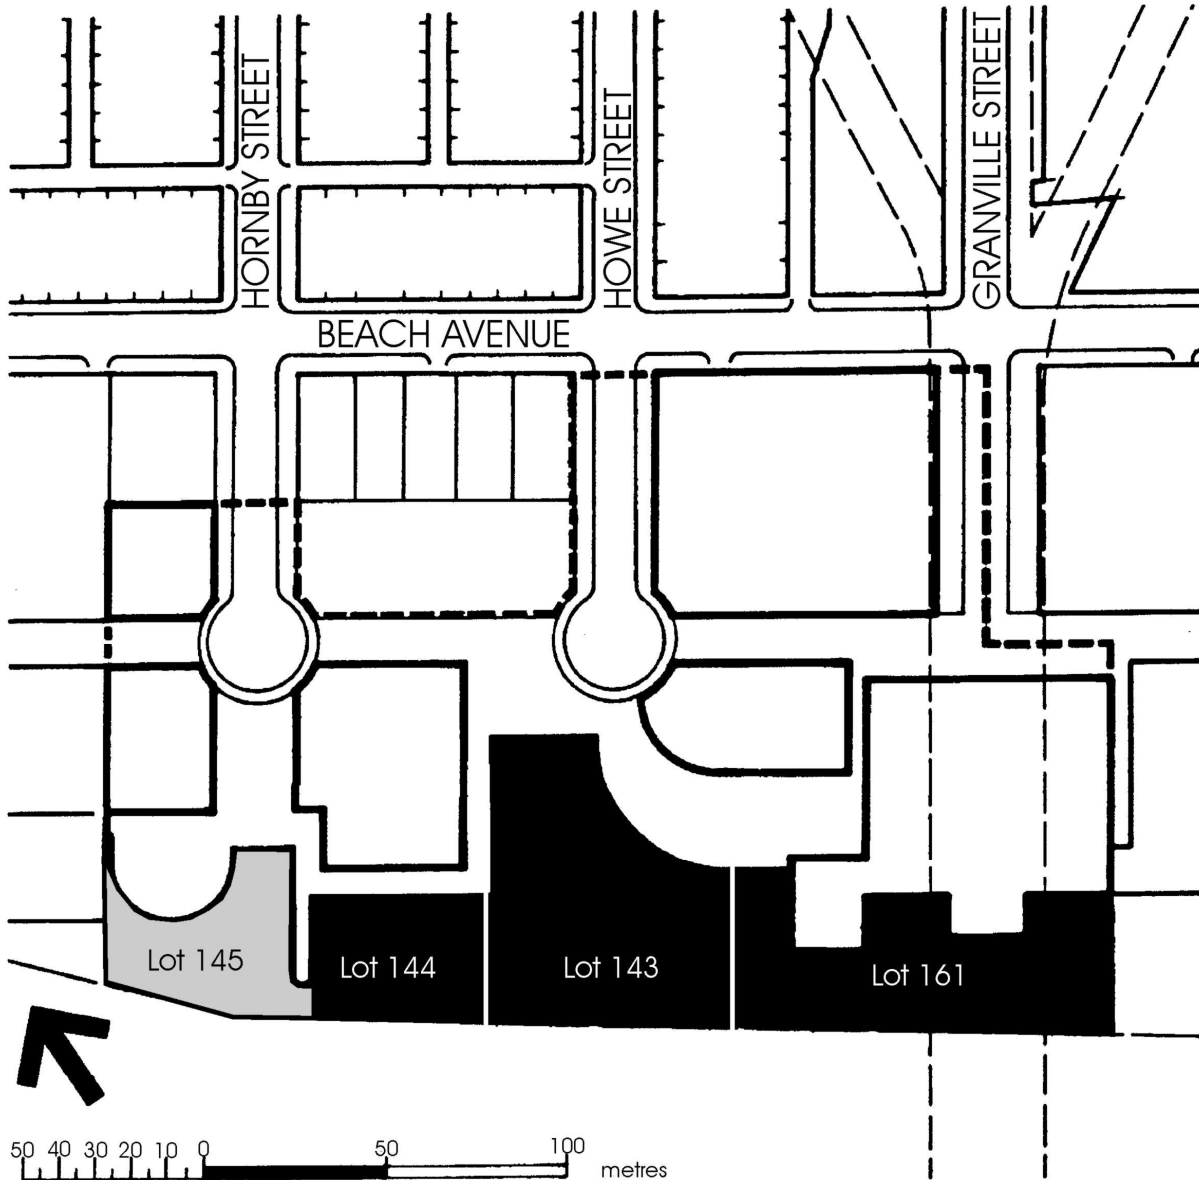 HORNBY STREET
HOWE STREET
GRANVILLE STREET
BEACH AVENUE
Lot 145
Lot 144
Lot 143
Lot 161
50 40 30 20 10 0 50 100
metres